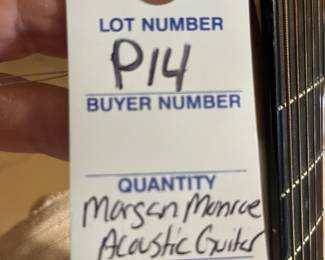 LOT NUMBER
P14
BUYER NUMBER
QUANTITY
Morgan Monroe
Acoustic Guitar